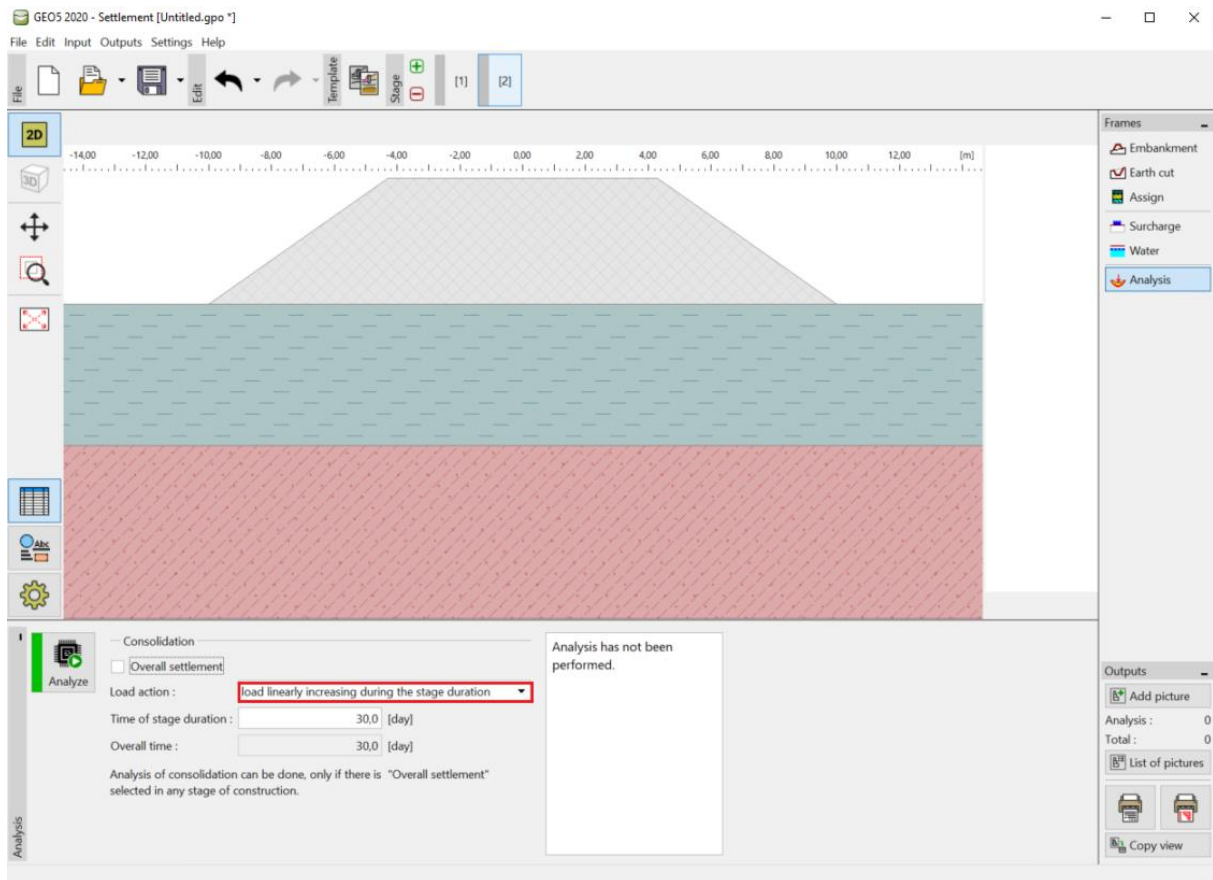 GEO5 2020 - Settlement [Untitled.gpo *]
File Edit Input Outputs Settings Help
File
Edit
Template
Stage
[1]
[2]
2D
3D
-14,00 -12,00 -10,00 -8,00 -6,00 -4,00 -2,00 0,00 2,00 4,00 6,00 8,00 10,00 12,00 [m]
Frames
Embankment
Earth cut
Assign
Surcharge
Water
Analysis
Abc
Analysis
Analyze
Consolidation
Overall settlement
Load action : load linearly increasing during the stage duration
Time of stage duration : 30,0 [day]
Overall time : 30,0 [day]
Analysis of consolidation can be done, only if there is "Overall settlement"
selected in any stage of construction.
Analysis has not been
performed.
Outputs
Add picture
Analysis : 0
Total : 0
List of pictures
Copy view